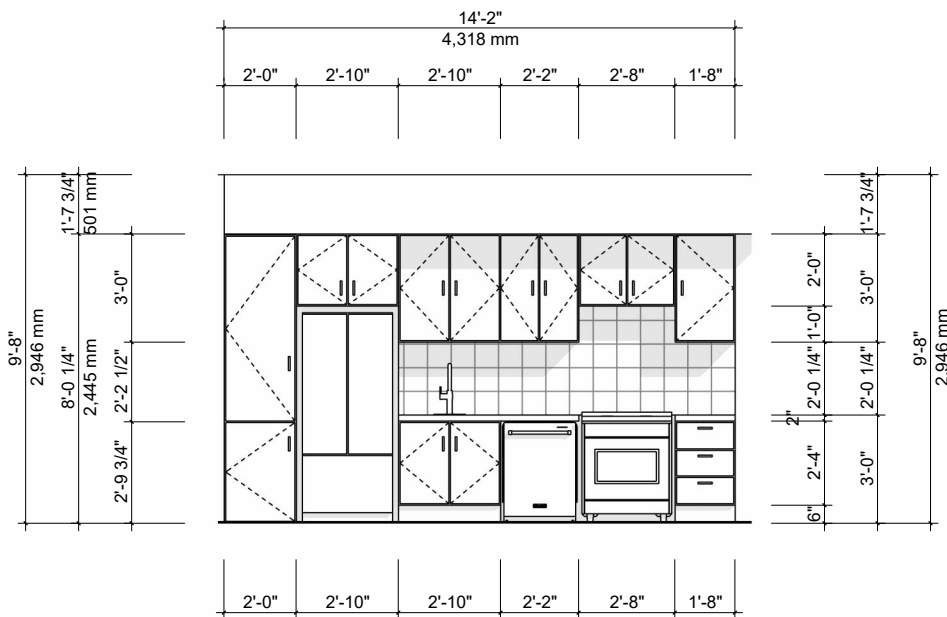 14'-2"
4,318 mm
2'-0" 2'-10" 2'-10" 2'-2" 2'-8" 1'-8"
9'-8"
2,946 mm
1'-7 3/4"
501 mm
8'-0 1/4"
2,445 mm
3'-0"
2'-2 1/2"
2'-9 3/4"
2'-0"
1'-0"
2'-0 1/4"
2"
2'-4"
6"
1'-7 3/4"
3'-0"
2'-0 1/4"
3'-0"
9'-8"
2,946 mm
2'-0" 2'-10" 2'-10" 2'-2" 2'-8" 1'-8"